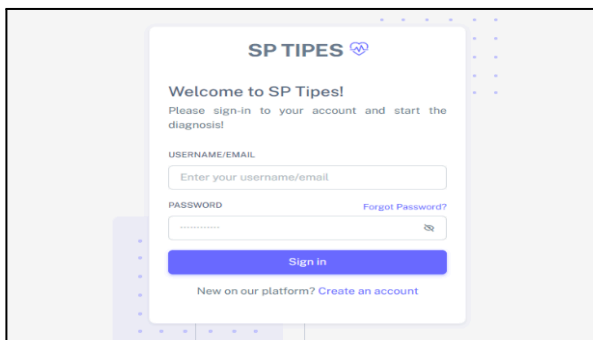 SP TIPES
Welcome to SP Tipes!
Please sign-in to your account and start the
diagnosis!
USERNAME/EMAIL
Enter your username/email
PASSWORD
Forgot Password?
············
Sign in
New on our platform? Create an account